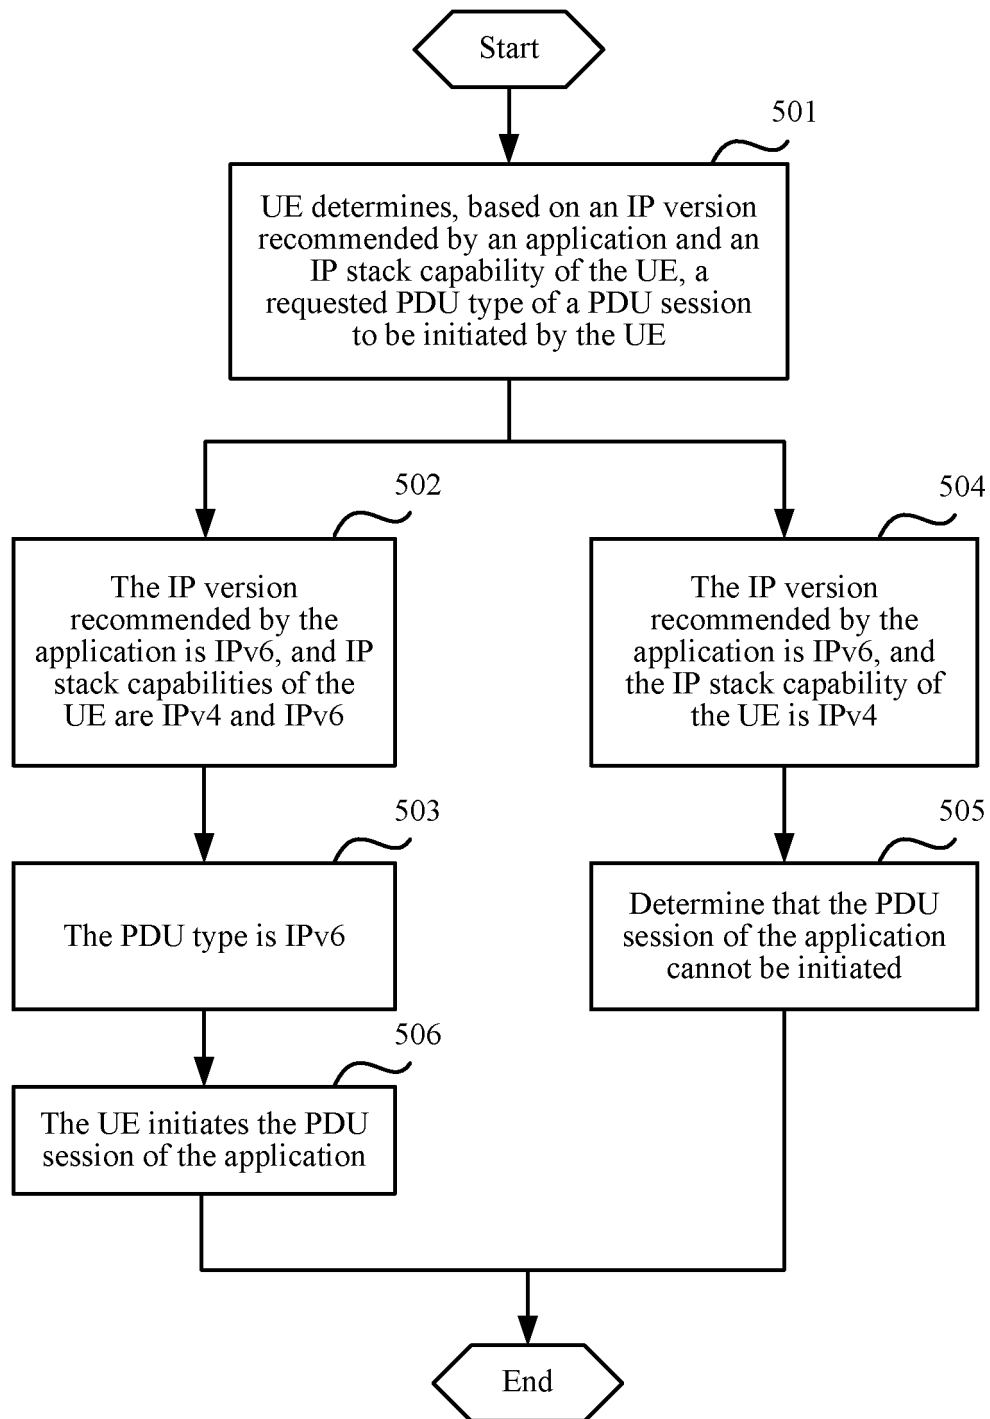 Start
501
UE determines, based on an IP version
recommended by an application and an
IP stack capability of the UE, a
requested PDU type of a PDU session
to be initiated by the UE
502
The IP version
recommended by the
application is IPv6, and IP
stack capabilities of the
UE are IPv4 and IPv6
504
The IP version
recommended by the
application is IPv6, and
the IP stack capability of
the UE is IPv4
503
The PDU type is IPv6
505
Determine that the PDU
session of the application
cannot be initiated
506
The UE initiates the PDU
session of the application
End